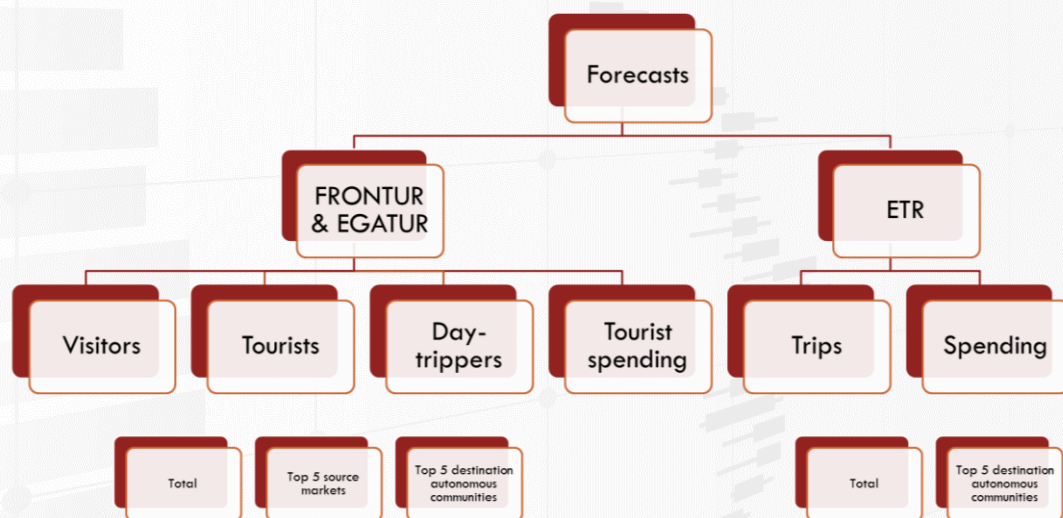 Forecasts
FRONTUR
& EGATUR
ETR
Visitors
Tourists
Day-
trippers
Tourist
spending
Trips
Spending
Total
Top 5 source
markets
Top 5 destination
autonomous
communities
Total
Top 5 destination
autonomous
communities